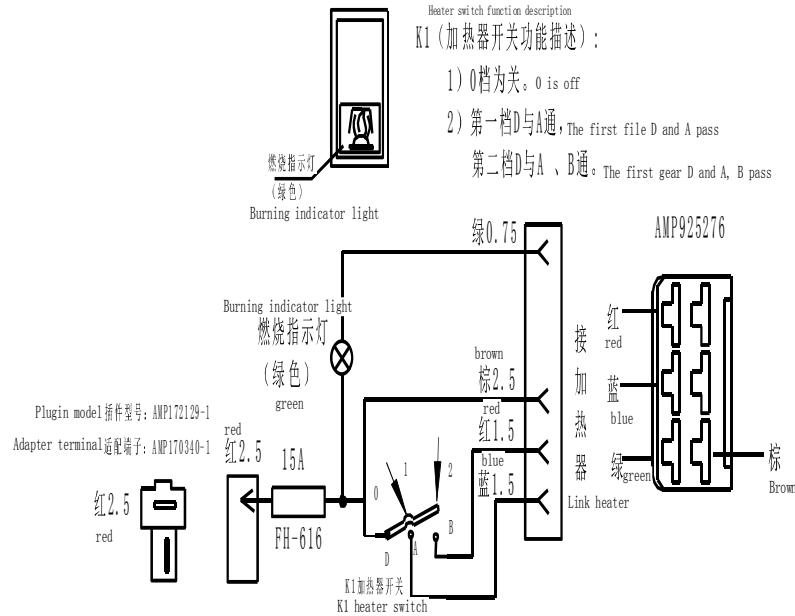 Heater switch function description
K1(加热器开关功能描述):
1)0档为关。0 is off
2)第一档D与A通,The first file D and A pass
第二档D与A 、B通。The first gear D and A, B pass
燃烧指示灯
(绿色)
Burning indicator light
绿0.75
AMP925276
Burning indicator light
燃烧指示灯
(绿色)
green
brown
棕2.5
red
红1.5
blue
蓝1.5
接加热器
Link heater
红
red
蓝
blue
绿green
棕
Brown
Plugin model插件型号: AMP172129-1
Adapter terminal适配端子: AMP170340-1
red
红2.5
15A
FH-616
红2.5
red
0
1
2
D
A
B
K1加热器开关
K1 heater switch